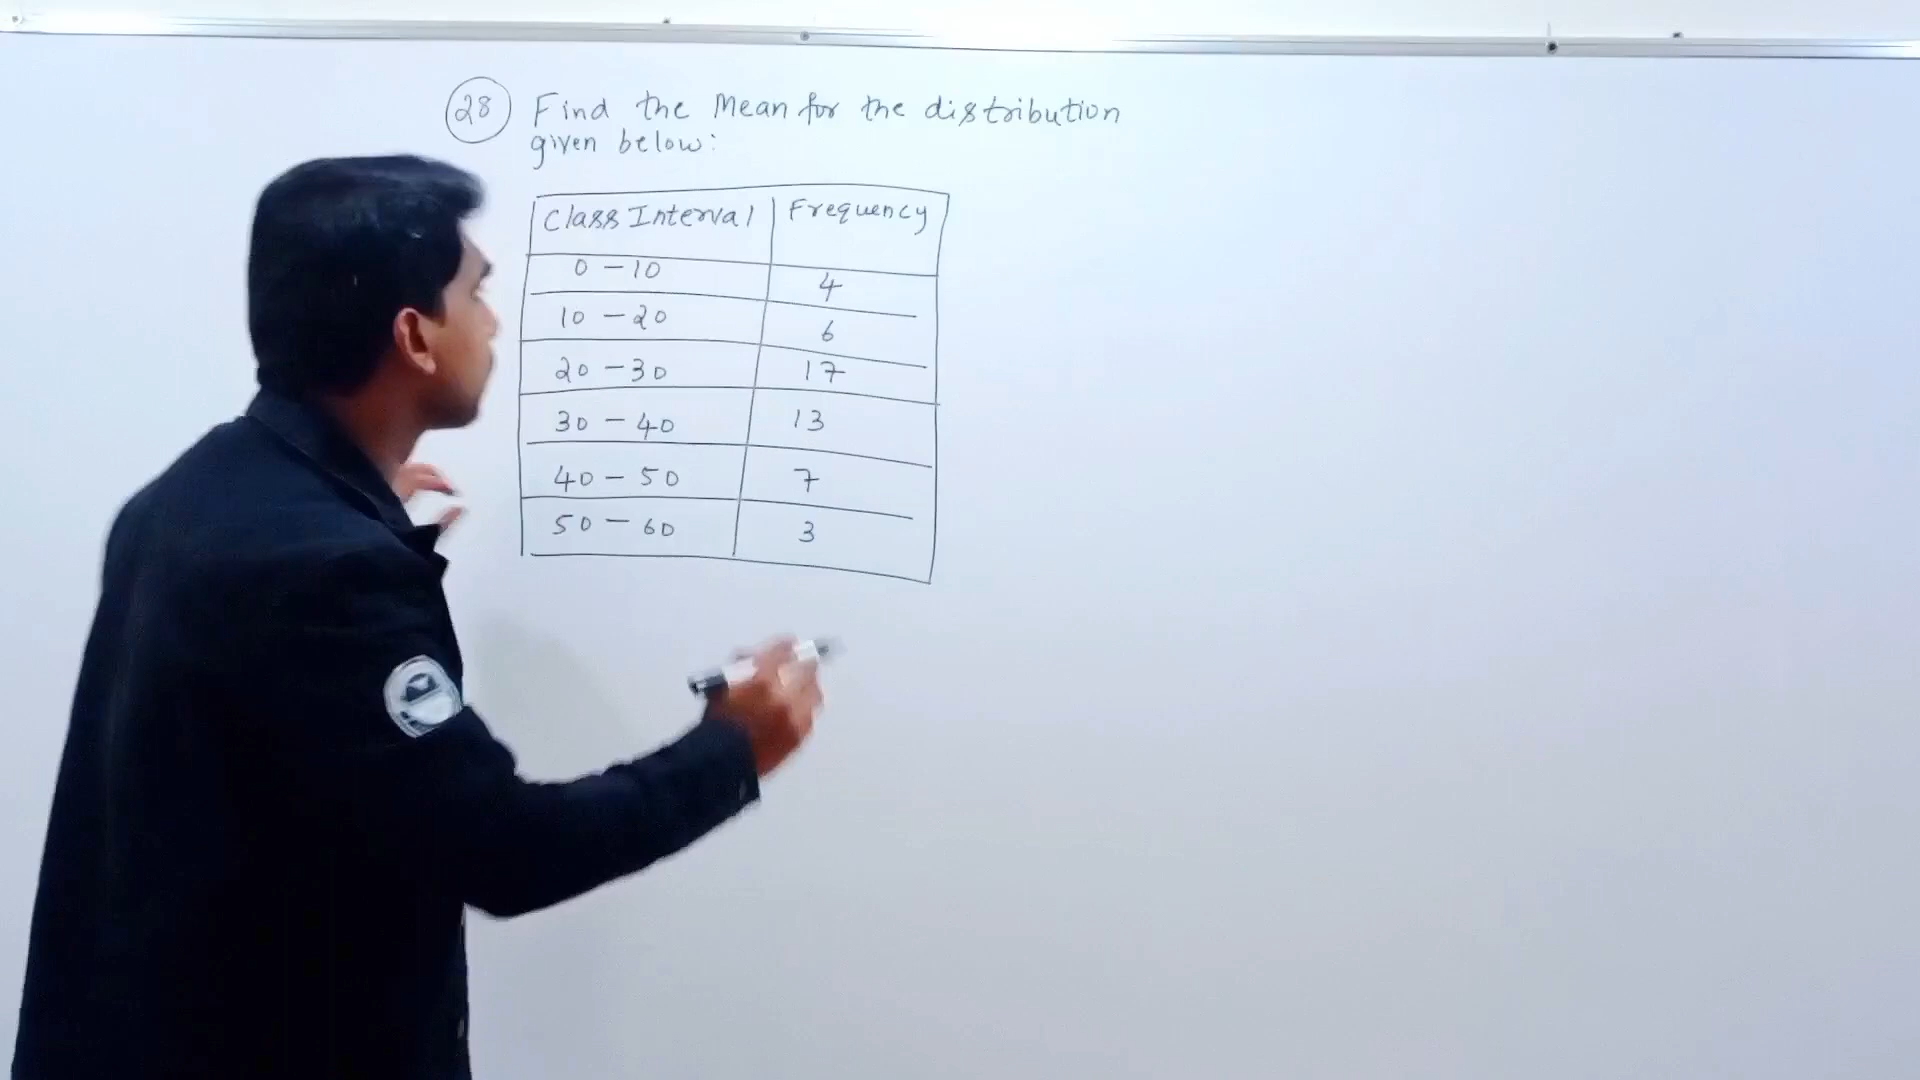 28 Find the Mean for the distribution
given below:
Class Interval Frequency
0 - 10 4
10 - 20 6
20 - 30 17
30 - 40 13
40 - 50 7
50 - 60 3